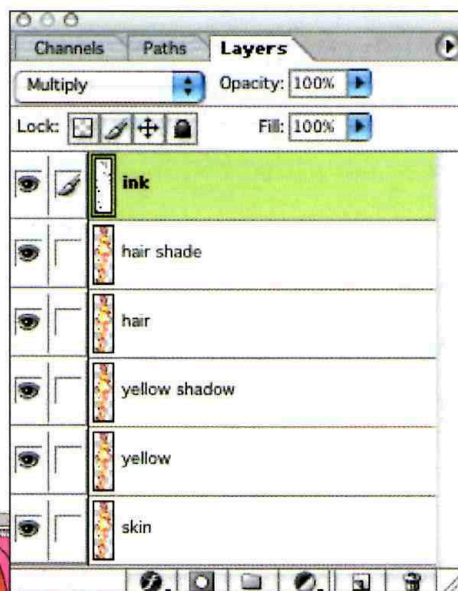 Channels Paths Layers
Multiply Opacity: 100%
Lock: Fill: 100%
ink
hair shade
hair
yellow shadow
yellow
skin